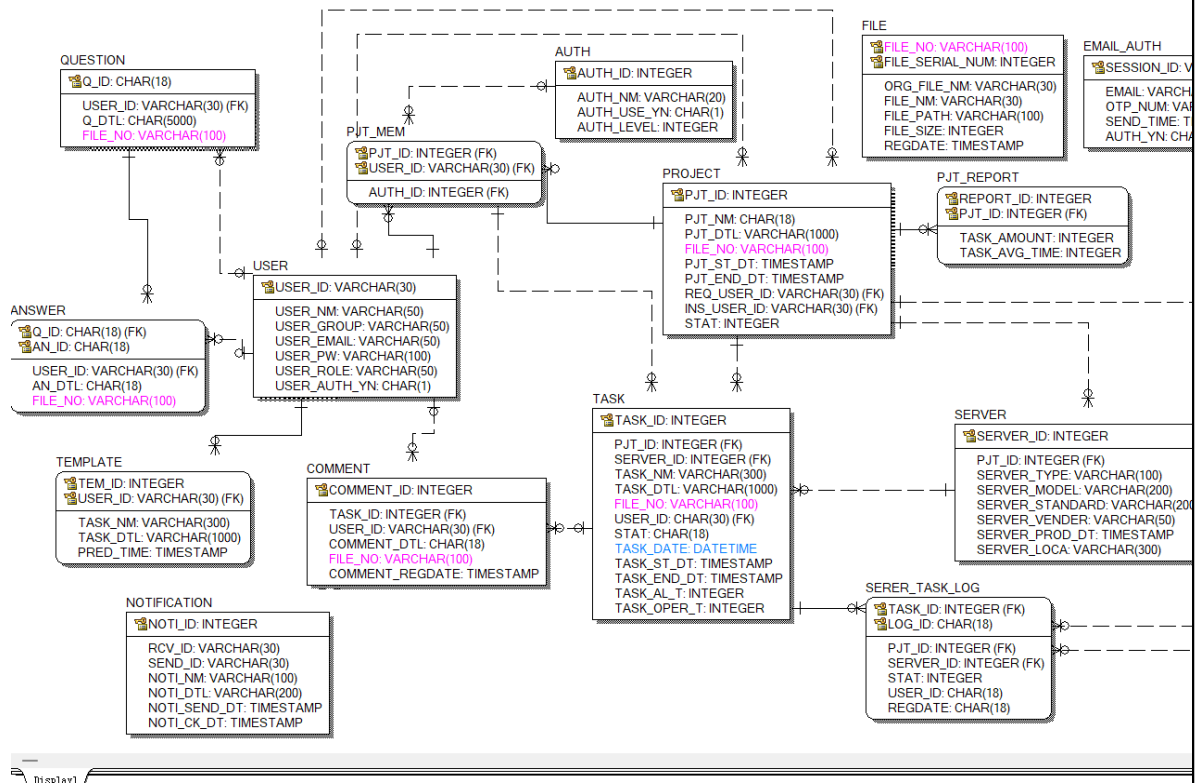 QUESTION
Q_ID: CHAR(18)
USER_ID: VARCHAR(30) (FK)
Q_DTL: CHAR(5000)
FILE_NO: VARCHAR(100)
AUTH
AUTH_ID: INTEGER
AUTH_NM: VARCHAR(20)
AUTH_USE_YN: CHAR(1)
AUTH_LEVEL: INTEGER
FILE
FILE_NO: VARCHAR(100)
FILE_SERIAL_NUM: INTEGER
ORG_FILE_NM: VARCHAR(30)
FILE_NM: VARCHAR(30)
FILE_PATH: VARCHAR(100)
FILE_SIZE: INTEGER
REGDATE: TIMESTAMP
EMAIL_AUTH
SESSION_ID: V
EMAIL: VARCH
OTP_NUM: VAR
SEND_TIME: T
AUTH_YN: CHA
PJT_MEM
PJT_ID: INTEGER (FK)
USER_ID: VARCHAR(30) (FK)
AUTH_ID: INTEGER (FK)
PROJECT
PJT_ID: INTEGER
PJT_NM: CHAR(18)
PJT_DTL: VARCHAR(1000)
FILE_NO: VARCHAR(100)
PJT_ST_DT: TIMESTAMP
PJT_END_DT: TIMESTAMP
REQ_USER_ID: VARCHAR(30) (FK)
INS_USER_ID: VARCHAR(30) (FK)
STAT: INTEGER
PJT_REPORT
REPORT_ID: INTEGER
PJT_ID: INTEGER (FK)
TASK_AMOUNT: INTEGER
TASK_AVG_TIME: INTEGER
USER
USER_ID: VARCHAR(30)
USER_NM: VARCHAR(50)
USER_GROUP: VARCHAR(50)
USER_EMAIL: VARCHAR(50)
USER_PW: VARCHAR(100)
USER_ROLE: VARCHAR(50)
USER_AUTH_YN: CHAR(1)
ANSWER
Q_ID: CHAR(18) (FK)
AN_ID: CHAR(18)
USER_ID: VARCHAR(30) (FK)
AN_DTL: CHAR(18)
FILE_NO: VARCHAR(100)
TASK
TASK_ID: INTEGER
PJT_ID: INTEGER (FK)
SERVER_ID: INTEGER (FK)
TASK_NM: VARCHAR(300)
TASK_DTL: VARCHAR(1000)
FILE_NO: VARCHAR(100)
USER_ID: CHAR(30) (FK)
STAT: CHAR(18)
TASK_DATE: DATETIME
TASK_ST_DT: TIMESTAMP
TASK_END_DT: TIMESTAMP
TASK_AL_T: INTEGER
TASK_OPER_T: INTEGER
SERVER
SERVER_ID: INTEGER
PJT_ID: INTEGER (FK)
SERVER_TYPE: VARCHAR(100)
SERVER_MODEL: VARCHAR(200)
SERVER_STANDARD: VARCHAR(200
SERVER_VENDER: VARCHAR(50)
SERVER_PROD_DT: TIMESTAMP
SERVER_LOCA: VARCHAR(300)
TEMPLATE
TEM_ID: INTEGER
USER_ID: VARCHAR(30) (FK)
TASK_NM: VARCHAR(300)
TASK_DTL: VARCHAR(1000)
PRED_TIME: TIMESTAMP
COMMENT
COMMENT_ID: INTEGER
TASK_ID: INTEGER (FK)
USER_ID: VARCHAR(30) (FK)
COMMENT_DTL: CHAR(18)
FILE_NO: VARCHAR(100)
COMMENT_REGDATE: TIMESTAMP
SERER_TASK_LOG
TASK_ID: INTEGER (FK)
LOG_ID: CHAR(18)
PJT_ID: INTEGER (FK)
SERVER_ID: INTEGER (FK)
STAT: INTEGER
USER_ID: CHAR(18)
REGDATE: CHAR(18)
NOTIFICATION
NOTI_ID: INTEGER
RCV_ID: VARCHAR(30)
SEND_ID: VARCHAR(30)
NOTI_NM: VARCHAR(100)
NOTI_DTL: VARCHAR(200)
NOTI_SEND_DT: TIMESTAMP
NOTI_CK_DT: TIMESTAMP
Display1